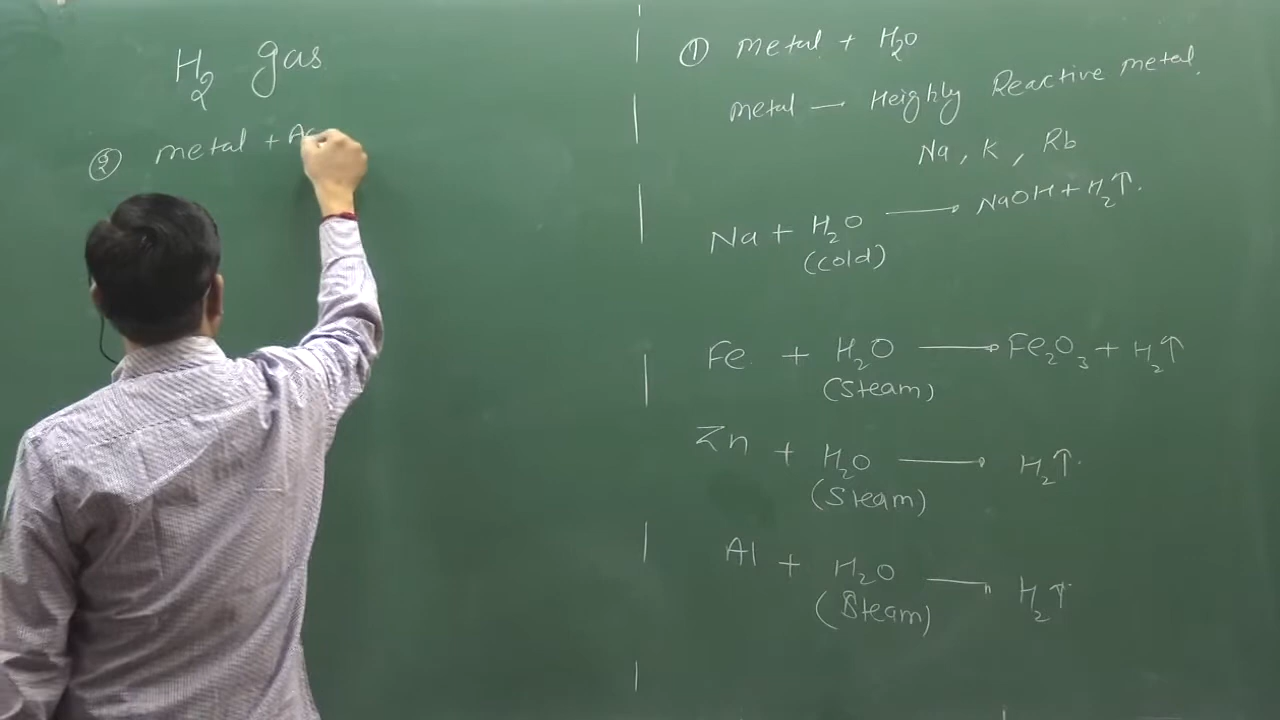 H₂ gas
② metal + Ac
① metal + H₂O
metal — Heighly Reactive metal.
Na, K, Rb
Na + H₂O (cold) → NaOH + H₂↑.
Fe + H₂O (Steam) → Fe₂O₃ + H₂↑
Zn + H₂O (Steam) → H₂↑.
Al + H₂O (Steam) → H₂↑